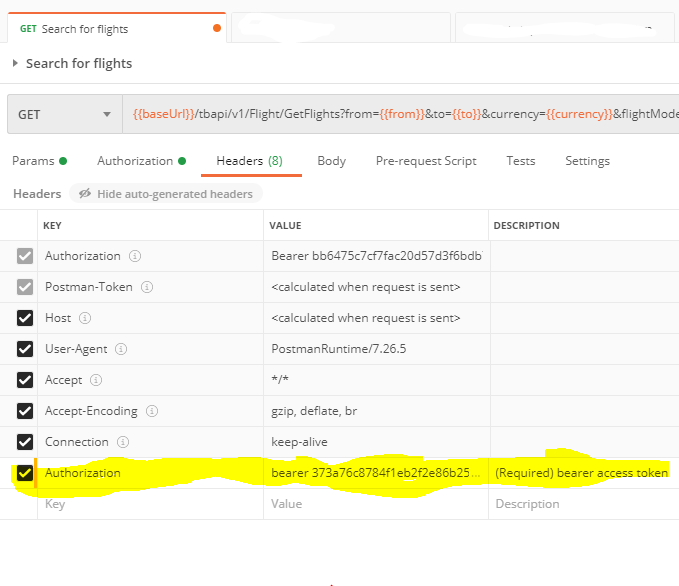 GET Search for flights
Search for flights
GET {{baseUrl}}/tbapi/v1/Flight/GetFlights?from={{from}}&to={{to}}&currency={{currency}}&flightMode
Params Authorization Headers (8) Body Pre-request Script Tests Settings
Headers Hide auto-generated headers
KEY VALUE DESCRIPTION
Authorization Bearer bb6475c7cf7fac20d57d3f6bdb
Postman-Token <calculated when request is sent>
Host <calculated when request is sent>
User-Agent PostmanRuntime/7.26.5
Accept */*
Accept-Encoding gzip, deflate, br
Connection keep-alive
Authorization bearer 373a76c8784f1eb2f2e86b25... (Required) bearer access token
Key Value Description